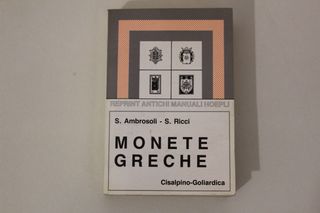 REPRINT ANTICHI MANUALI HOEPLI
S. Ambrosoli - S. Ricci
MONETE
GRECHE
Cisalpino-Goliardica